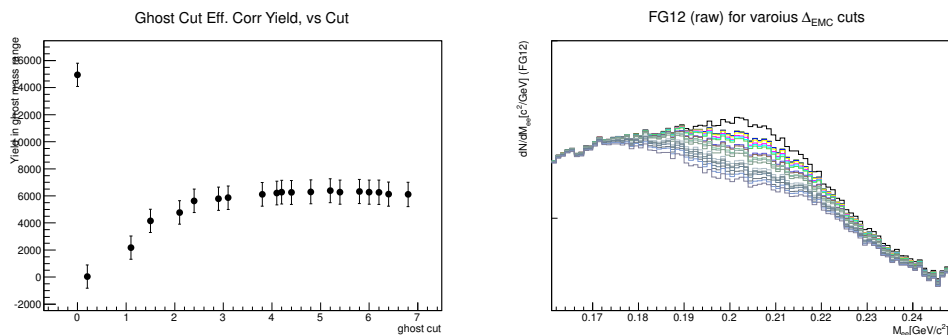 Ghost Cut Eff. Corr Yield, vs Cut
Yield in ghost mass range
16000
14000
12000
10000
8000
6000
4000
2000
0
-2000
0 1 2 3 4 5 6 7
ghost cut
FG12 (raw) for varoius Δ_EMC cuts
dN/dM_ee[c²/GeV] (FG12)
0.17 0.18 0.19 0.2 0.21 0.22 0.23 0.24
M_ee[GeV/c²]